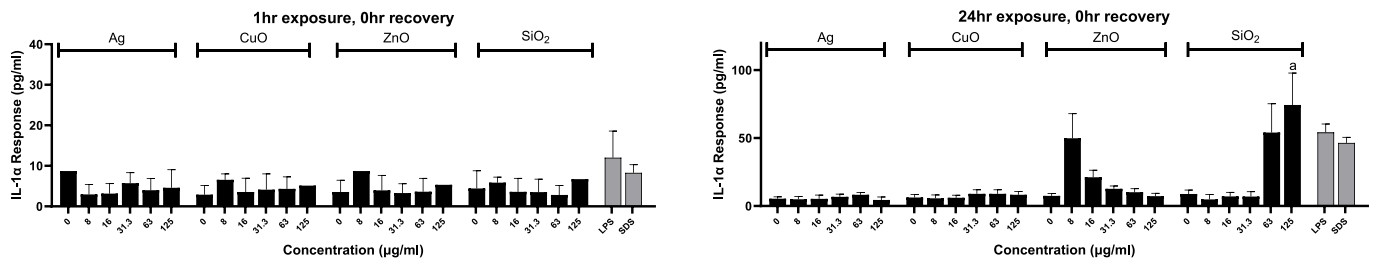 1hr exposure, 0hr recovery
Ag CuO ZnO SiO₂
IL-1α Response (pg/ml)
40
30
20
10
0
0 8 16 31.3 63 125 0 8 16 31.3 63 125 0 8 16 31.3 63 125 0 8 16 31.3 63 125 LPS SDS
Concentration (μg/ml)
24hr exposure, 0hr recovery
Ag CuO ZnO SiO₂
a
IL-1α Response (pg/ml)
100
50
0
0 8 16 31.3 63 125 0 8 16 31.3 63 125 0 8 16 31.3 63 125 0 8 16 31.3 63 125 LPS SDS
Concentration (μg/ml)